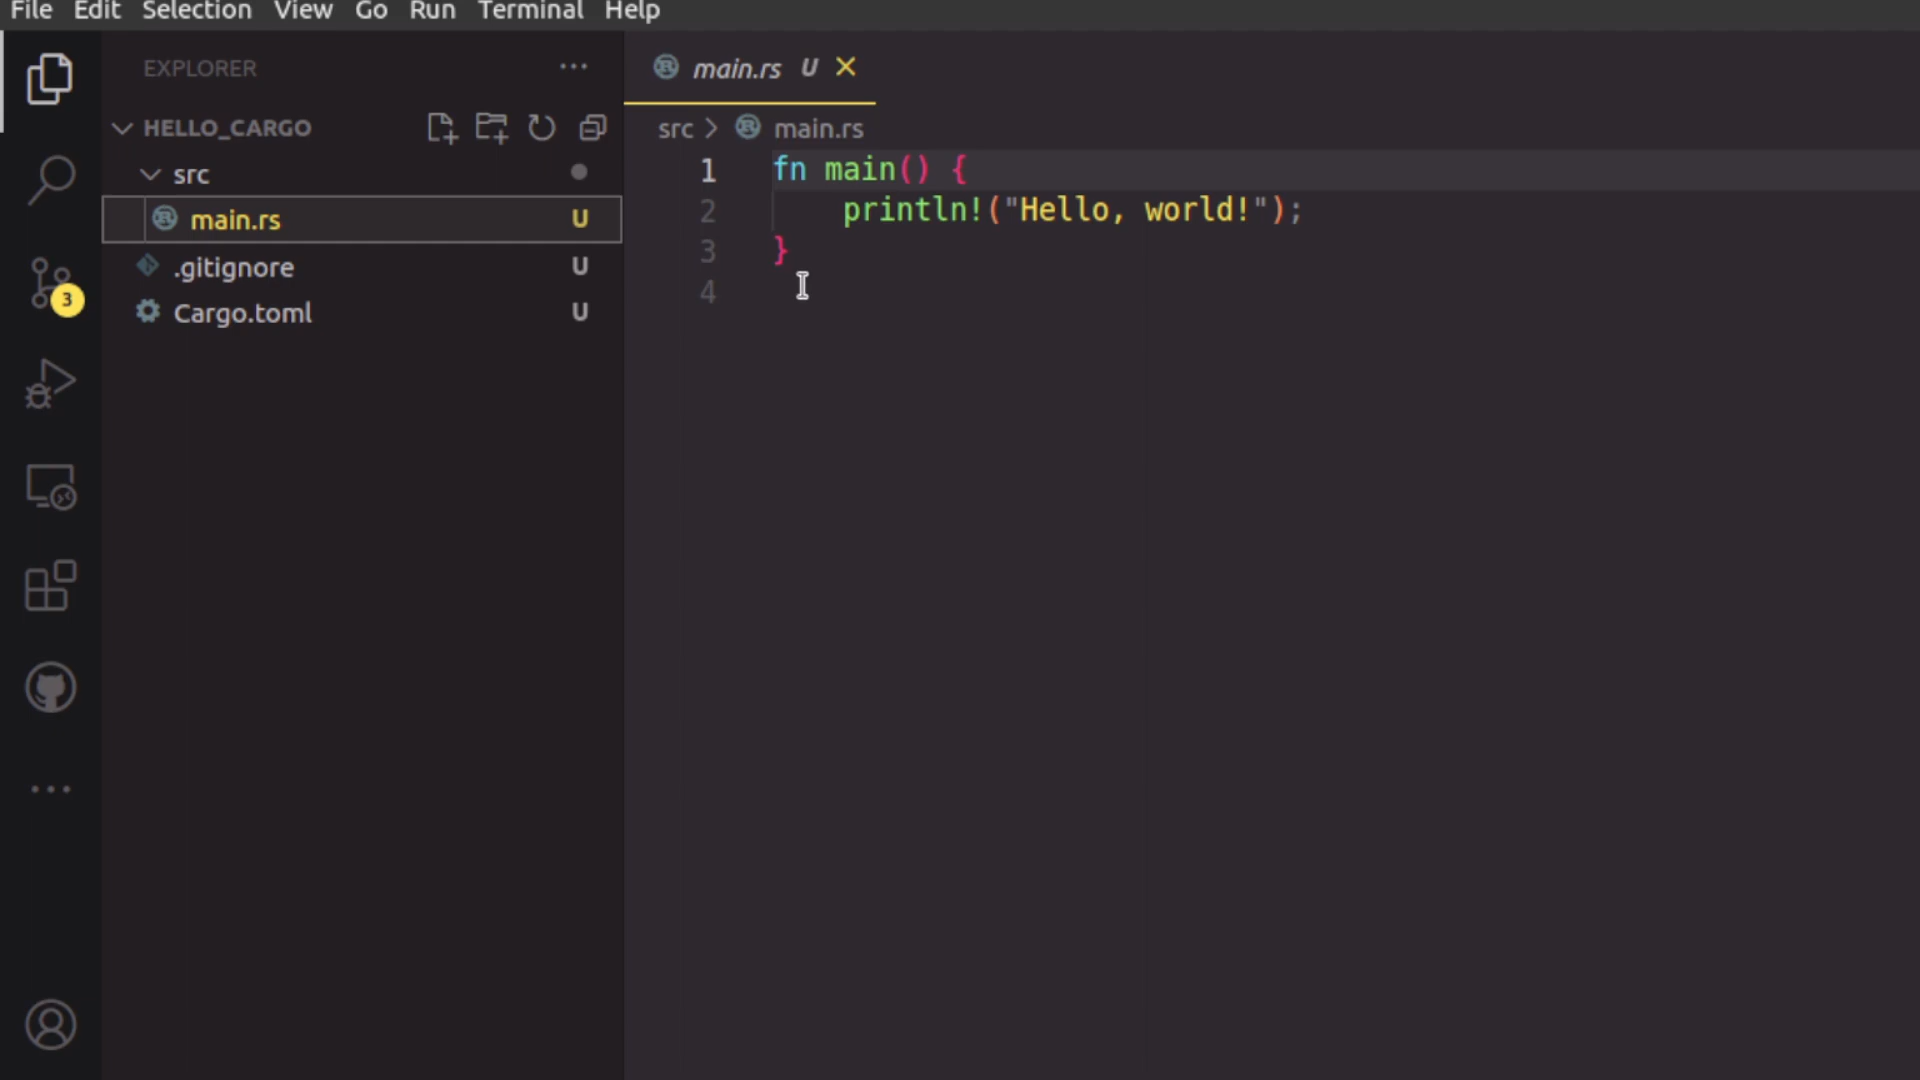 File Edit Selection View Go Run Terminal Help
EXPLORER
HELLO_CARGO
src
main.rs U
.gitignore U
Cargo.toml U
3
main.rs U
src > main.rs
1 fn main() {
2     println!("Hello, world!");
3 }
4